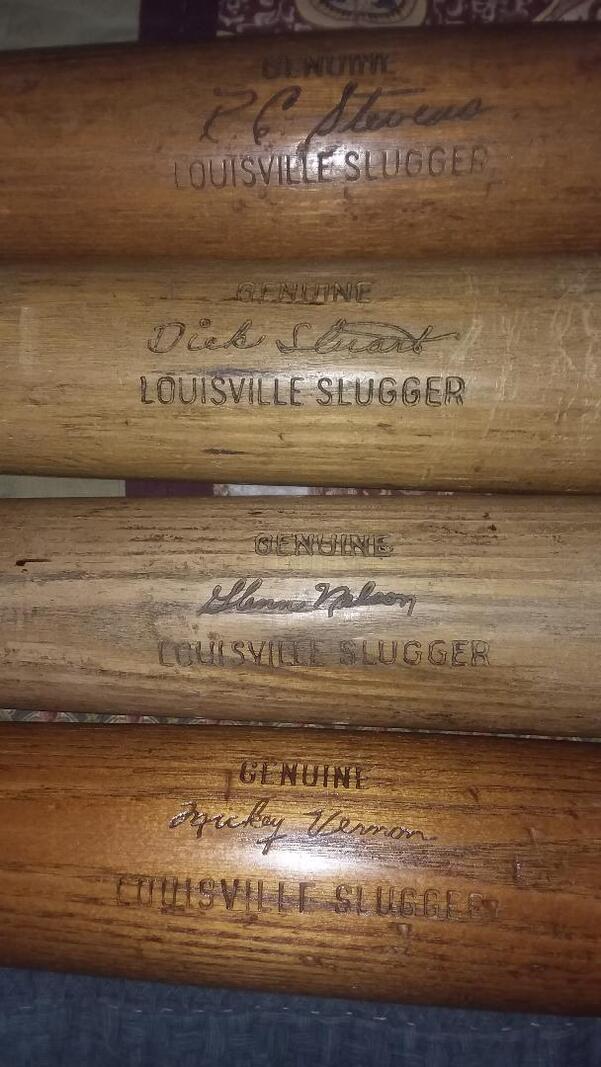 GENUINE
R C Stevens
LOUISVILLE SLUGGER
GENUINE
Dick Stuart
LOUISVILLE SLUGGER
GENUINE
Glenn Nelson
LOUISVILLE SLUGGER
GENUINE
Mickey Vernon
LOUISVILLE SLUGGER